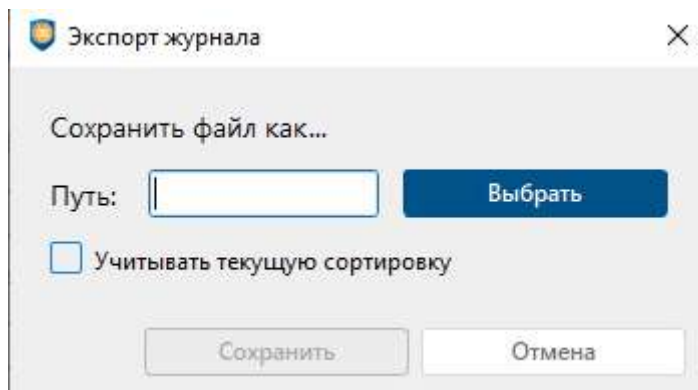 Экспорт журнала
Сохранить файл как...
Путь: Выбрать
Учитывать текущую сортировку
Сохранить Отмена